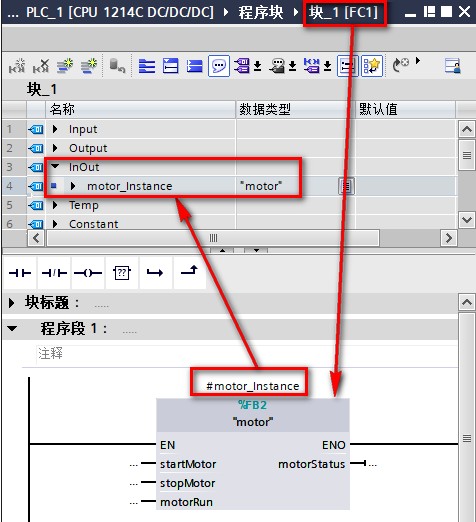 ... PLC_1 [CPU 1214C DC/DC/DC] ▸ 程序块 ▸ 块_1 [FC1]
块_1
名称 数据类型 默认值
1 Input
2 Output
3 InOut
4 motor_Instance "motor"
5 Temp
6 Constant
??
块标题： .....
程序段 1： .....
注释
#motor_Instance
%FB2
"motor"
EN ENO
... startMotor motorStatus ...
... stopMotor
... motorRun